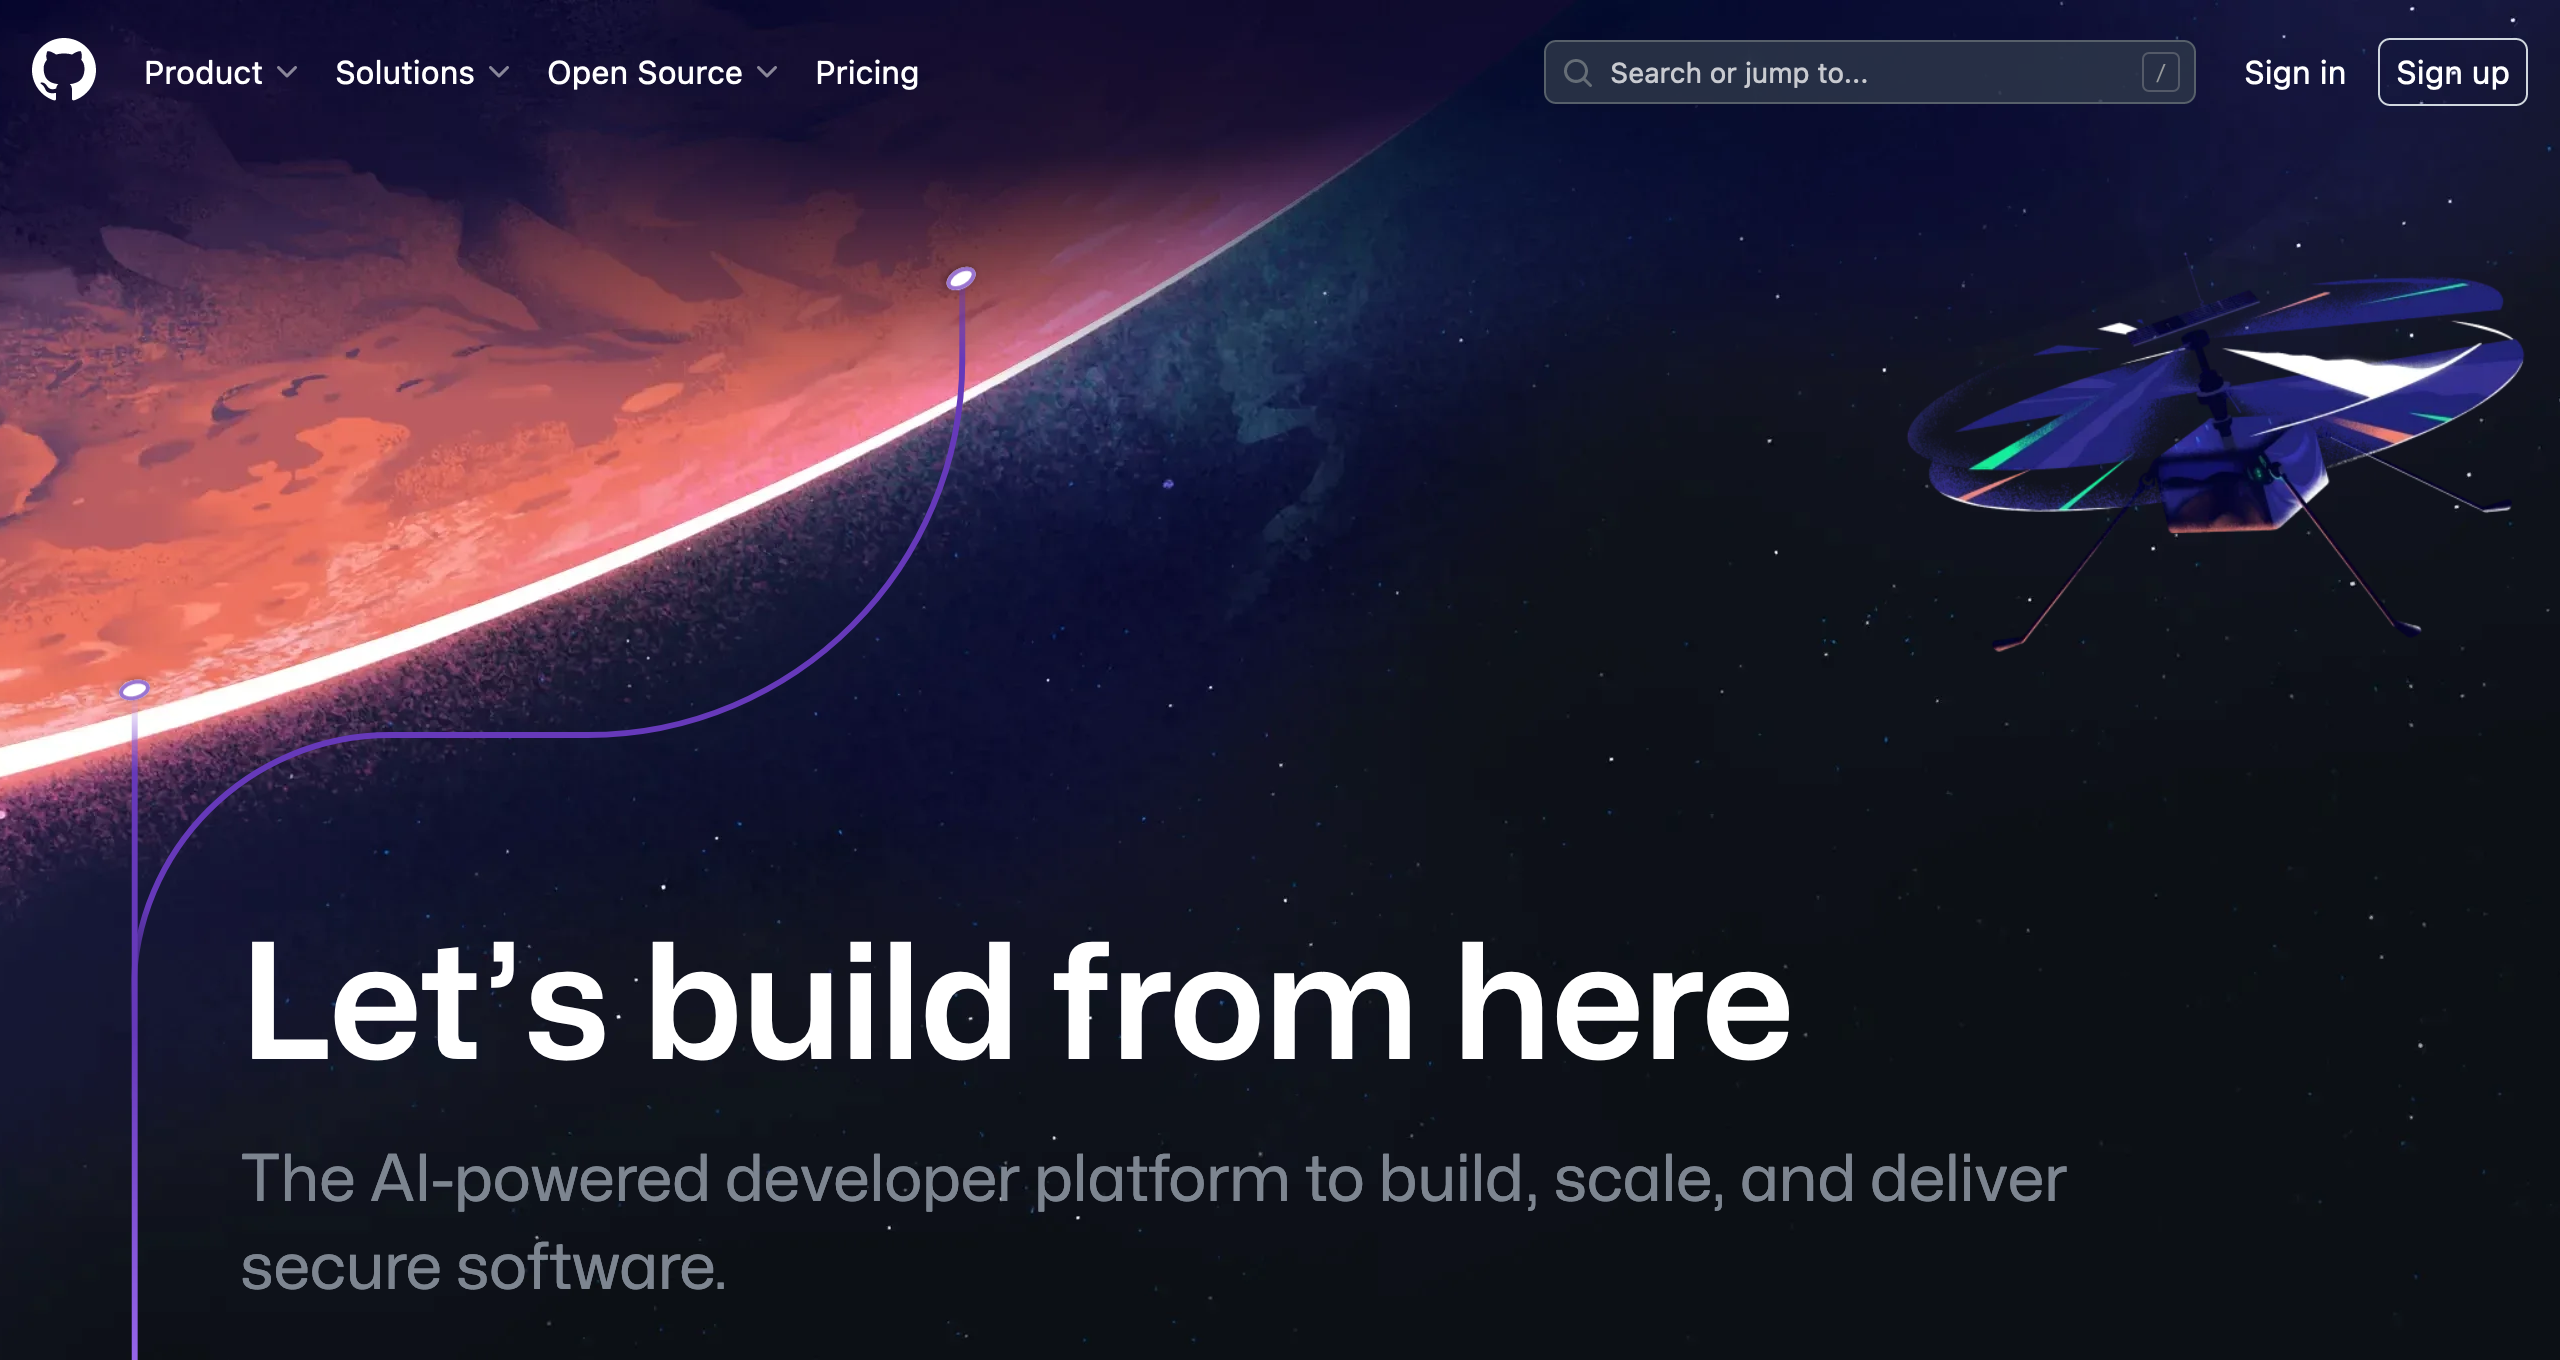 Product
Solutions
Open Source
Pricing
Search or jump to...
/
Sign in
Sign up
Let’s build from here
The AI-powered developer platform to build, scale, and deliver
secure software.